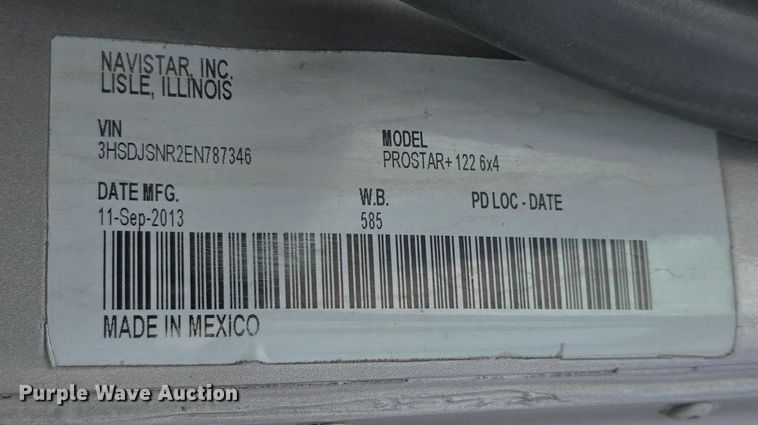 NAVISTAR, INC.
LISLE, ILLINOIS
VIN
3HSDJSNR2EN787346
MODEL
PROSTAR+ 122 6x4
DATE MFG.
11-Sep-2013
W.B.
585
PD LOC - DATE
MADE IN MEXICO
Purple Wave Auction